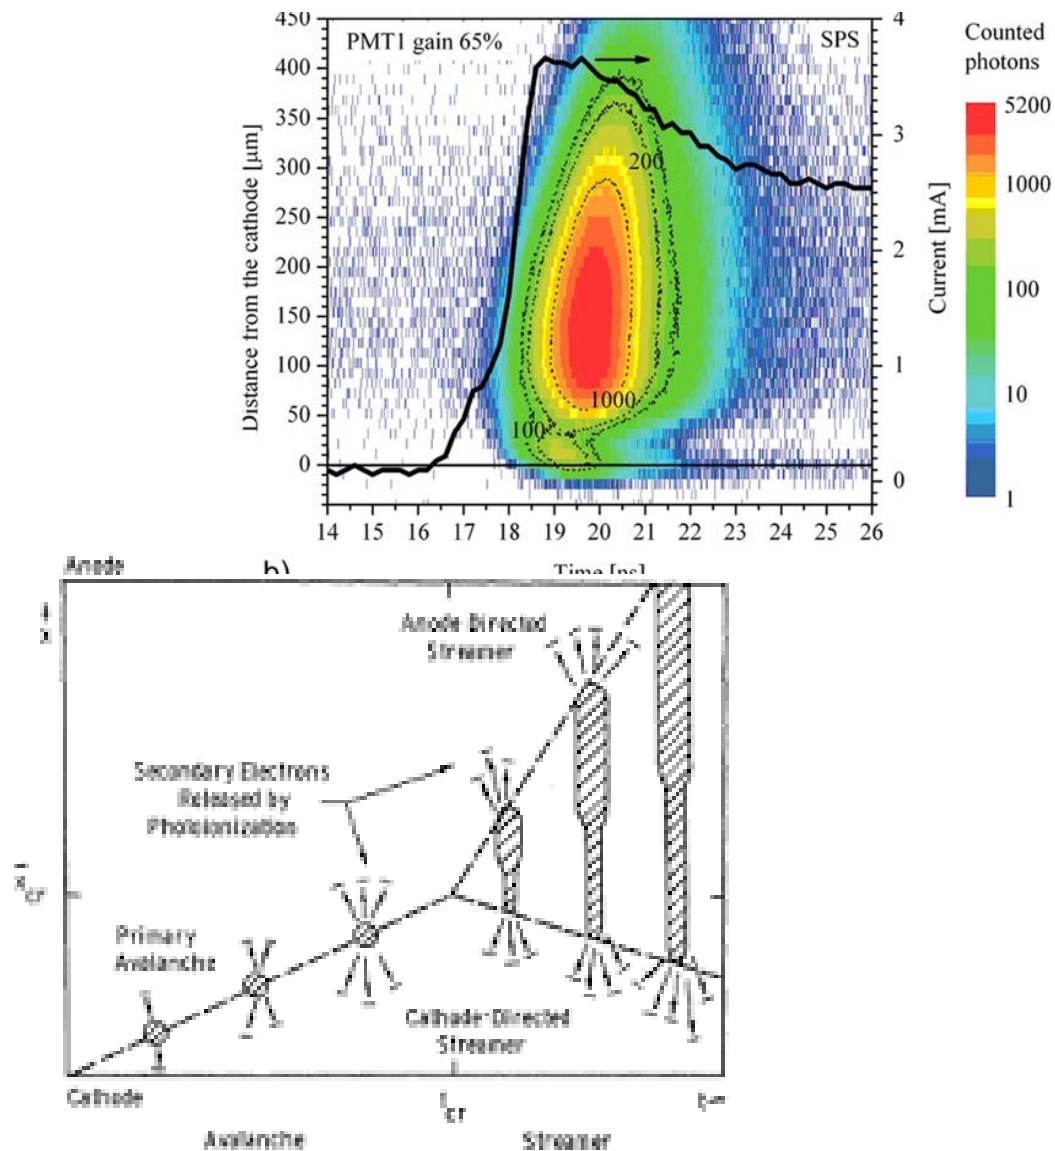 450
400
350
300
250
200
150
100
50
0
Distance from the cathode [µm]
PMT1 gain 65%
SPS
200
1000
100
4
3
2
1
0
Current [mA]
14 15 16 17 18 19 20 21 22 23 24 25 26
Time [ns]
Counted
photons
5200
1000
100
10
1
b)
Anode
x
Anode Directed
Streamer
Secondary Electrons
Released by
Photoionization
x cr
Primary
Avalanche
Cathode-Directed
Streamer
Cathode
t cr
t
Avalanche
Streamer